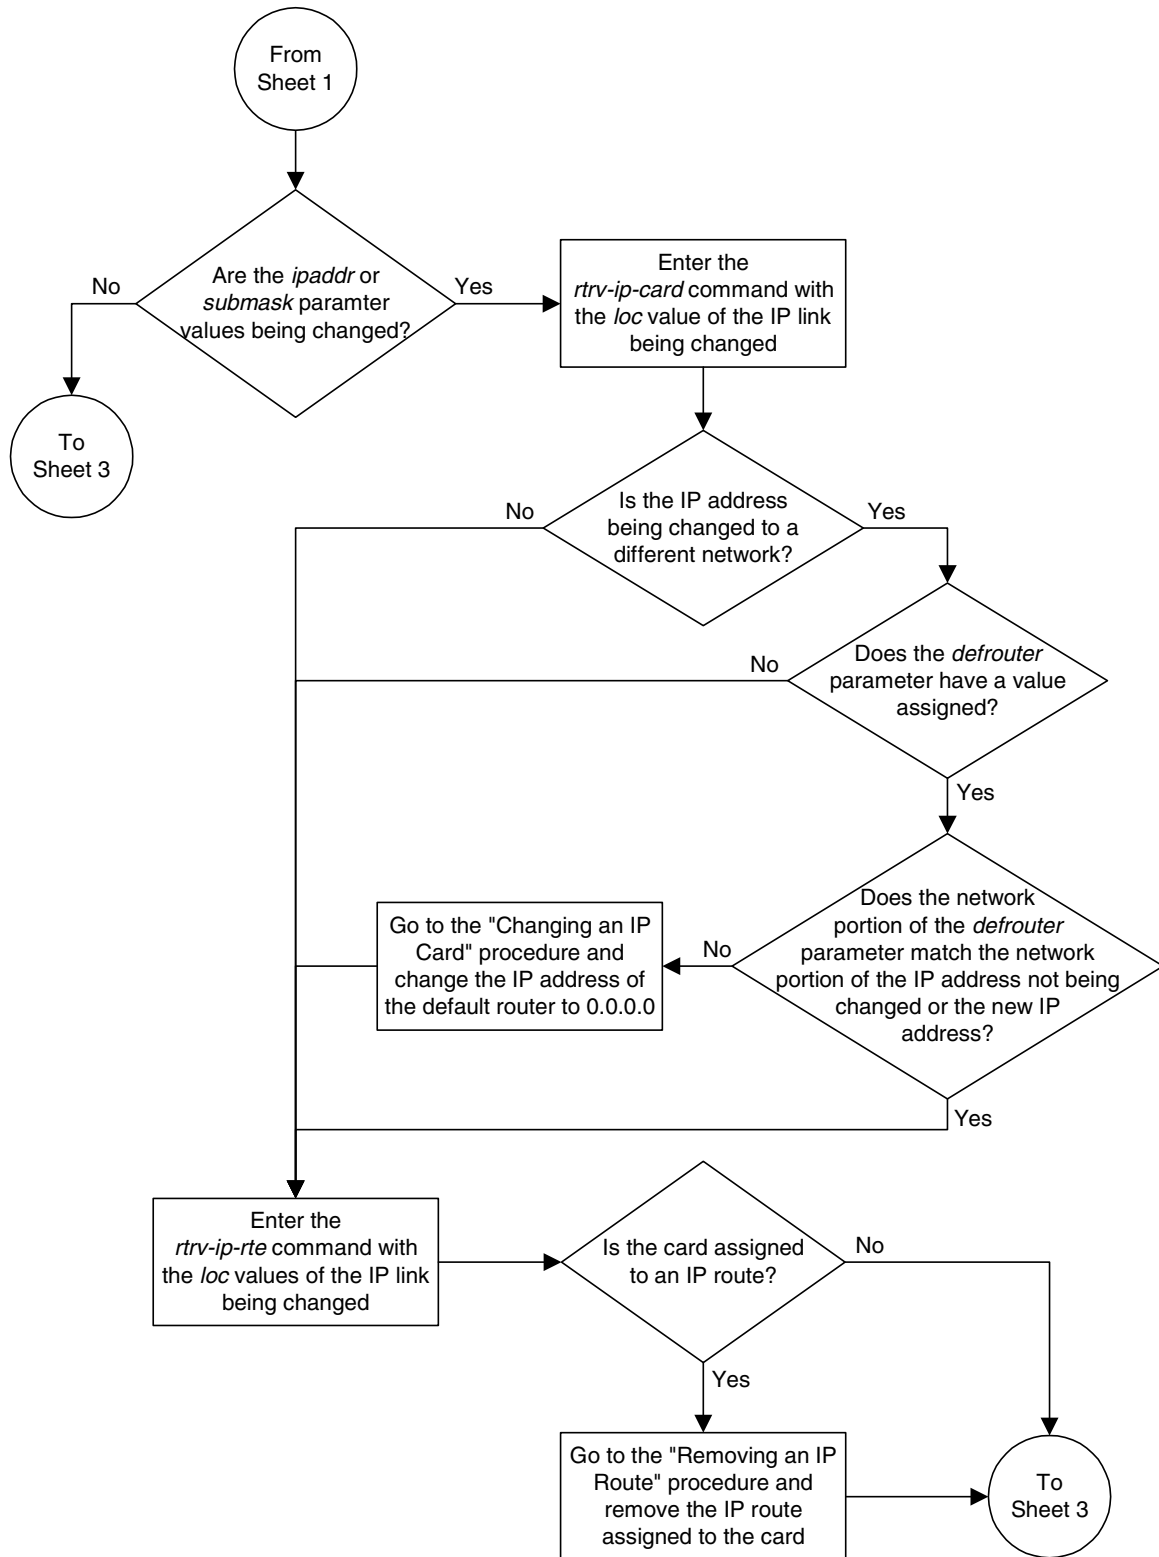 From
Sheet 1
Are the ipaddr or
submask paramter
values being changed?
No
Yes
To
Sheet 3
Enter the
rtrv-ip-card command with
the loc value of the IP link
being changed
Is the IP address
being changed to a
different network?
No
Yes
Does the defrouter
parameter have a value
assigned?
No
Yes
Does the network
portion of the defrouter
parameter match the network
portion of the IP address not being
changed or the new IP
address?
No
Yes
Go to the "Changing an IP
Card" procedure and
change the IP address of
the default router to 0.0.0.0
Enter the
rtrv-ip-rte command with
the loc values of the IP link
being changed
Is the card assigned
to an IP route?
No
Yes
Go to the "Removing an IP
Route" procedure and
remove the IP route
assigned to the card
To
Sheet 3